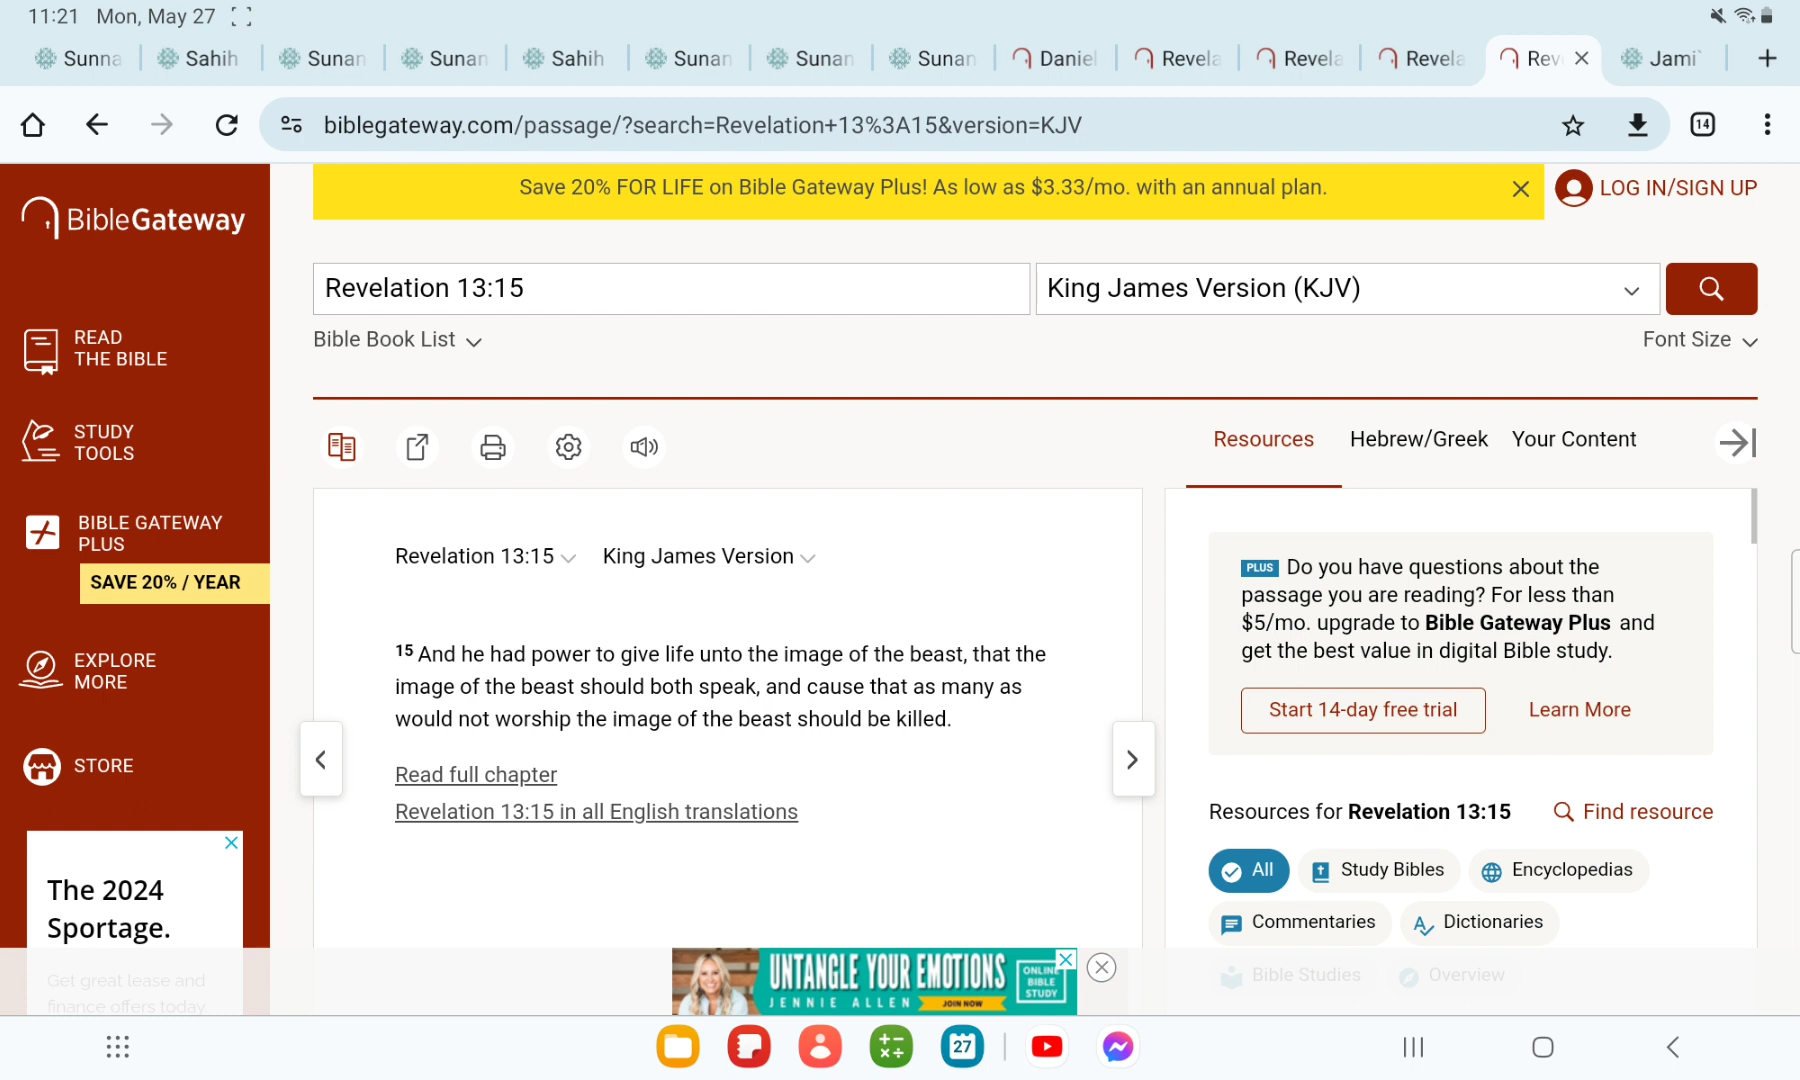 11:21 Mon, May 27
Sunna
Sahih
Sunan
Sunan
Sahih
Sunan
Sunan
Sunan
Daniel
Revela
Revela
Revela
Rev
Jami`
biblegateway.com/passage/?search=Revelation+13%3A15&version=KJV
14
BibleGateway
Save 20% FOR LIFE on Bible Gateway Plus! As low as $3.33/mo. with an annual plan.
LOG IN/SIGN UP
Revelation 13:15
King James Version (KJV)
Bible Book List
Font Size
READ
THE BIBLE
STUDY
TOOLS
BIBLE GATEWAY
PLUS
SAVE 20% / YEAR
EXPLORE
MORE
STORE
The 2024
Sportage.
Get great lease and
finance offers today.
Resources
Hebrew/Greek
Your Content
Revelation 13:15
King James Version
15 And he had power to give life unto the image of the beast, that the
image of the beast should both speak, and cause that as many as
would not worship the image of the beast should be killed.
Read full chapter
Revelation 13:15 in all English translations
PLUS Do you have questions about the
passage you are reading? For less than
$5/mo. upgrade to Bible Gateway Plus and
get the best value in digital Bible study.
Start 14-day free trial
Learn More
Resources for Revelation 13:15
Find resource
All
Study Bibles
Encyclopedias
Commentaries
Dictionaries
Bible Studies
Overview
UNTANGLE YOUR EMOTIONS
JENNIE ALLEN
JOIN NOW
ONLINE
BIBLE
STUDY
27